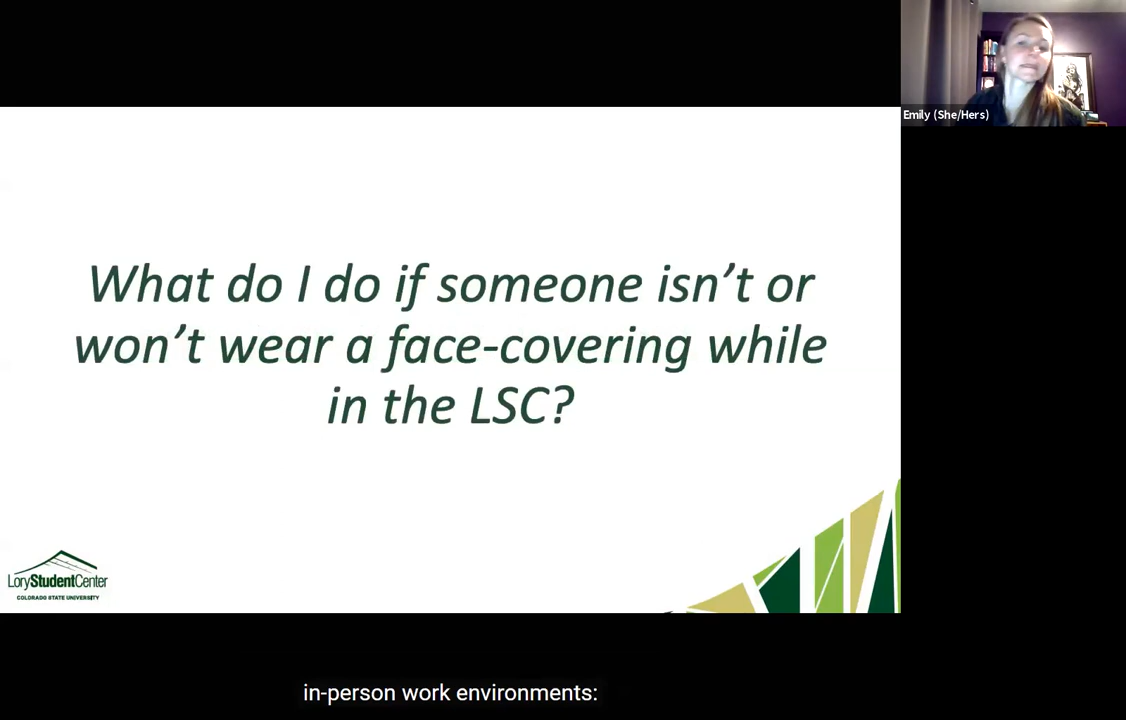 Emily (She/Hers)
What do I do if someone isn't or
won't wear a face-covering while
in the LSC?
LoryStudentCenter
COLORADO STATE UNIVERSITY
in-person work environments: